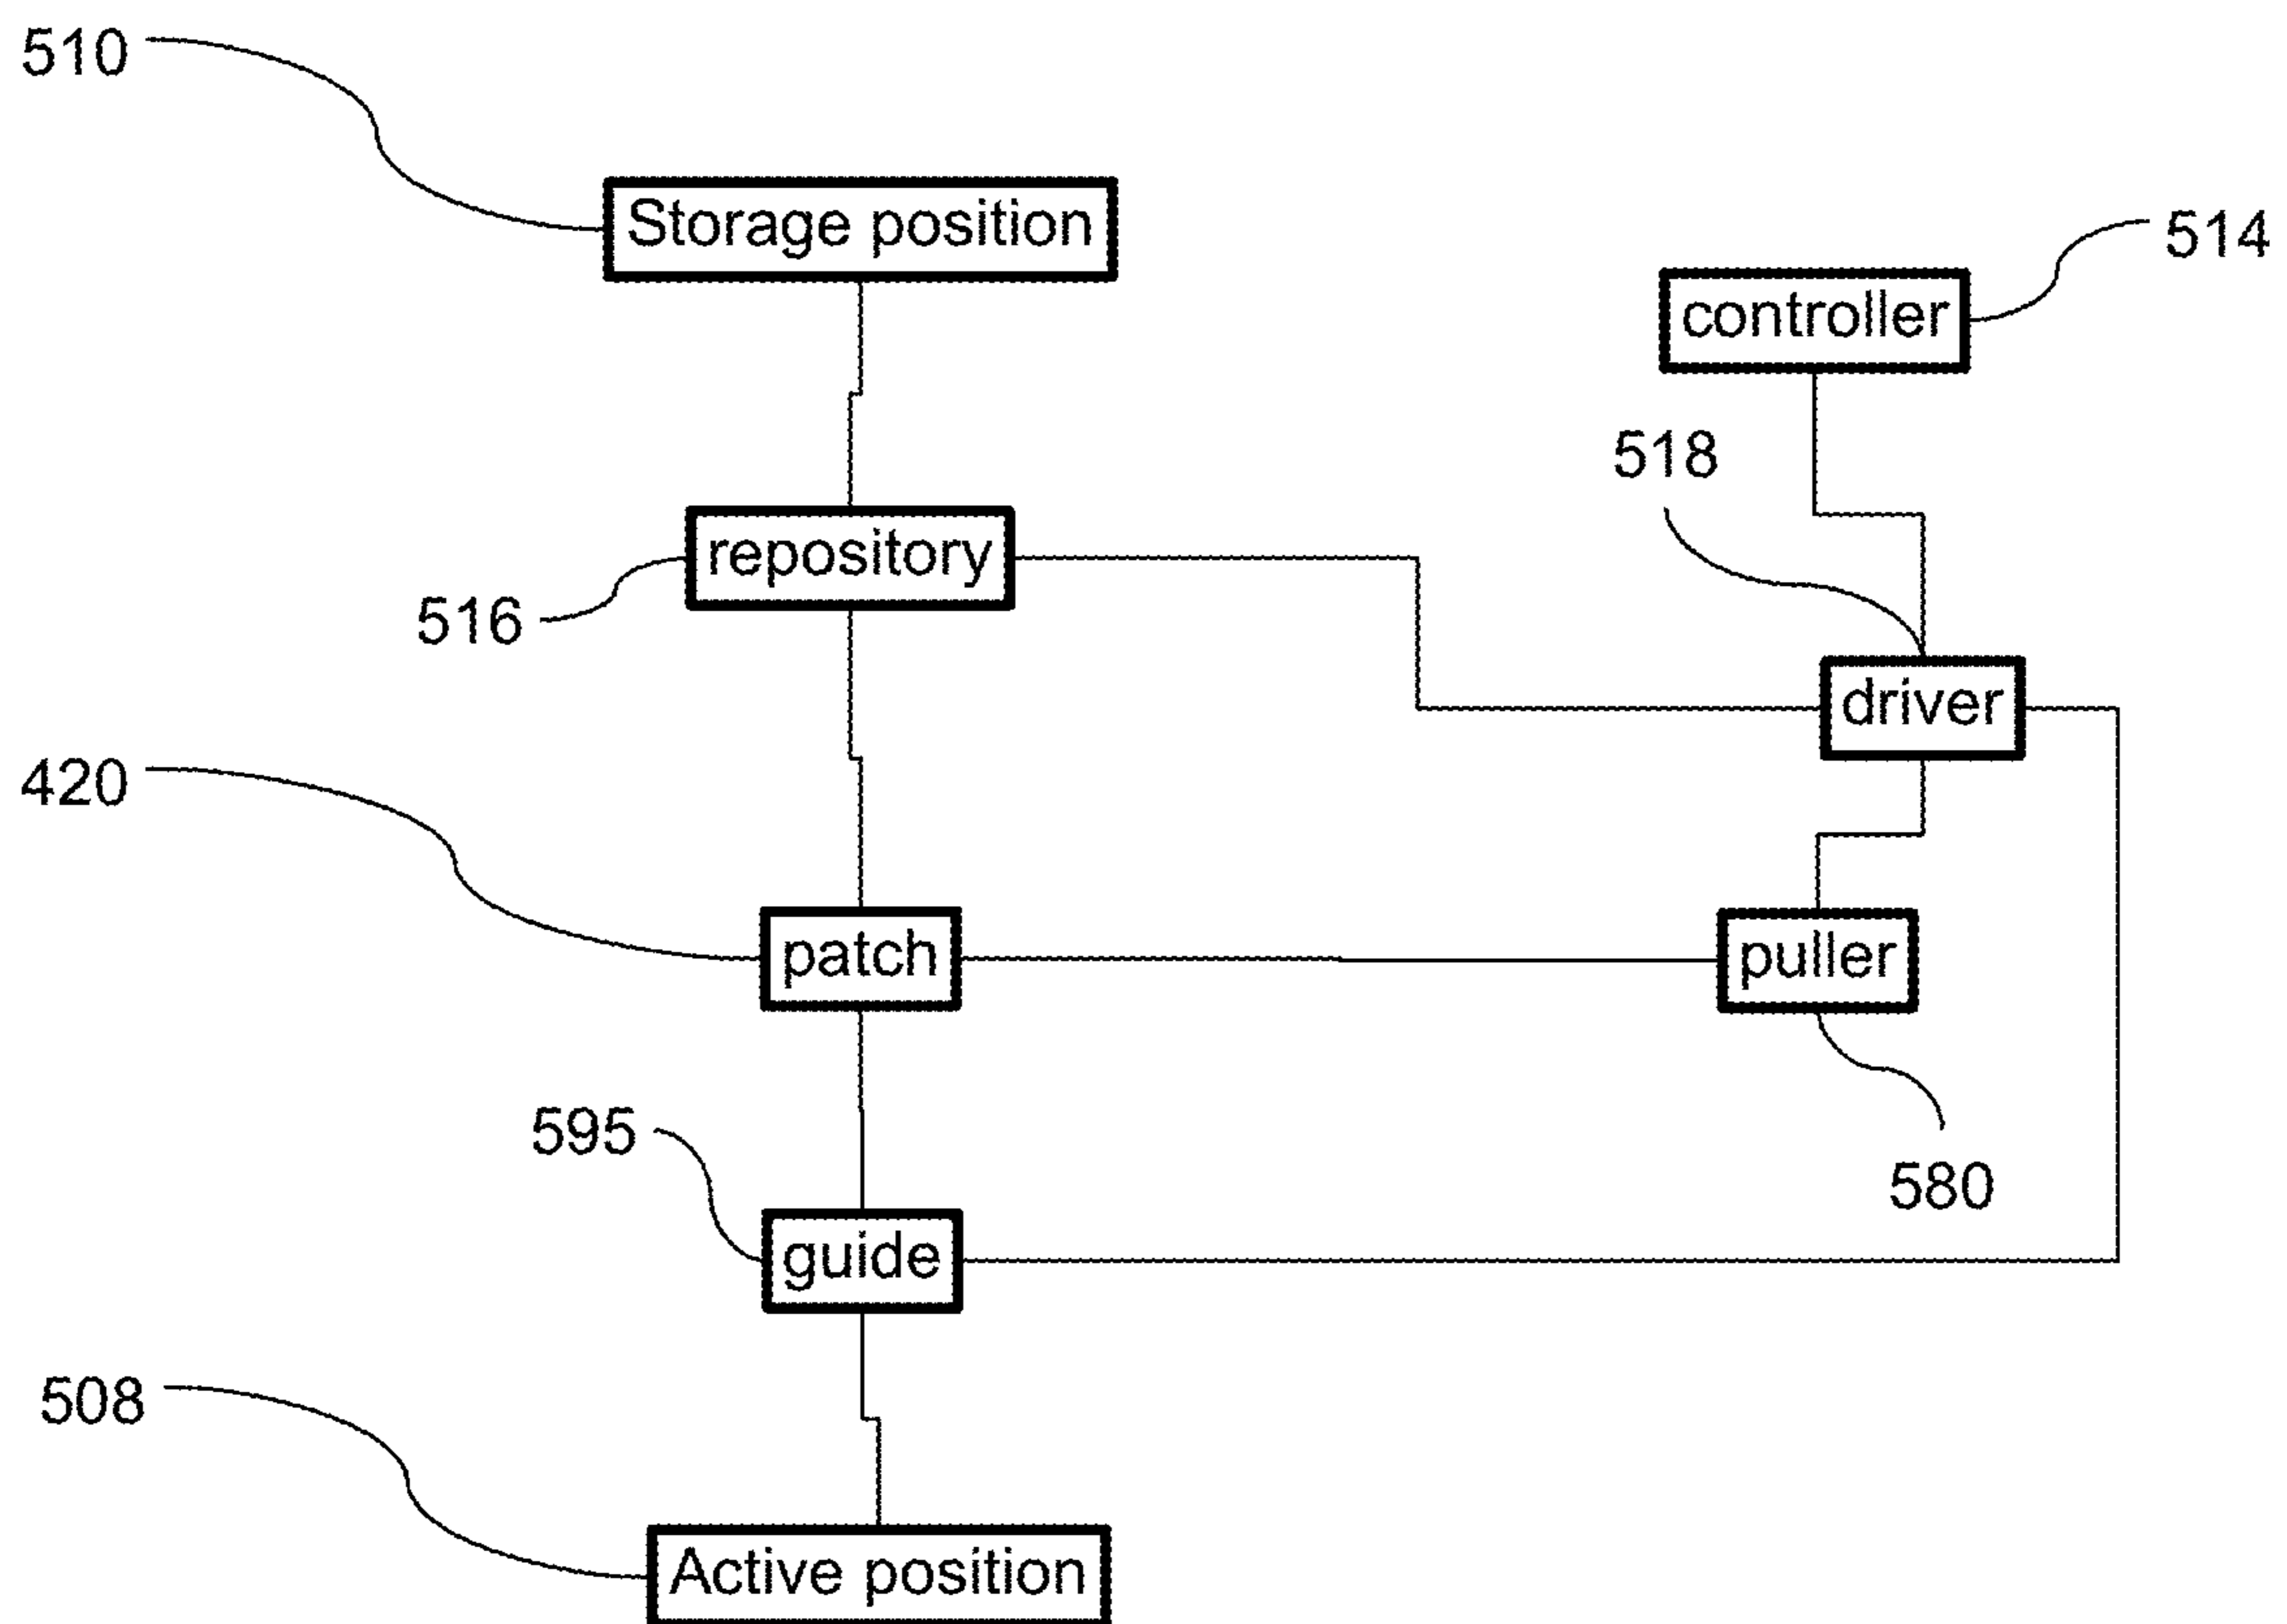 510
Storage position
514
controller
518
repository
516
driver
420
patch
puller
595
580
guide
508
Active position